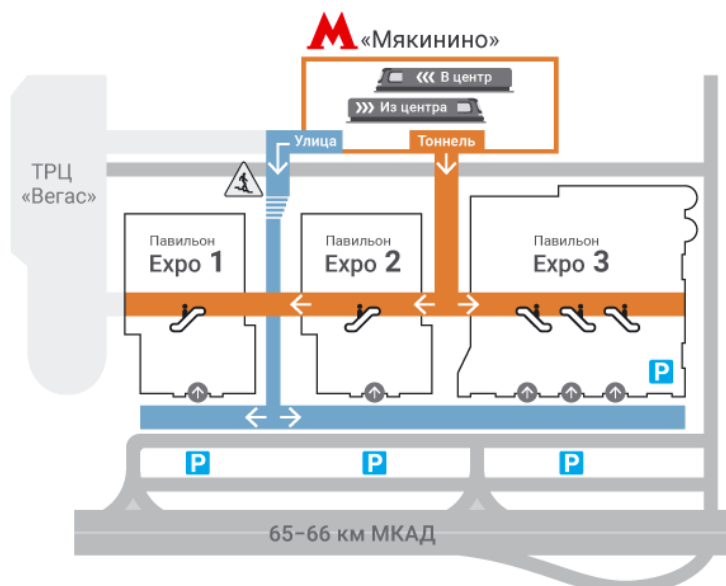 М «Мякинино»
В центр
Из центра
Улица
Тоннель
ТРЦ
«Вегас»
Павильон
Expo 1
Павильон
Expo 2
Павильон
Expo 3
P
P
P
P
65-66 км МКАД